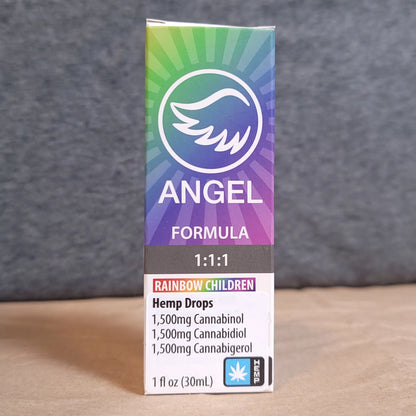 ANGEL
FORMULA
1:1:1
RAINBOW CHILDREN
Hemp Drops
1,500mg Cannabinol
1,500mg Cannabidiol
1,500mg Cannabigerol
1 fl oz (30mL)
HEMP